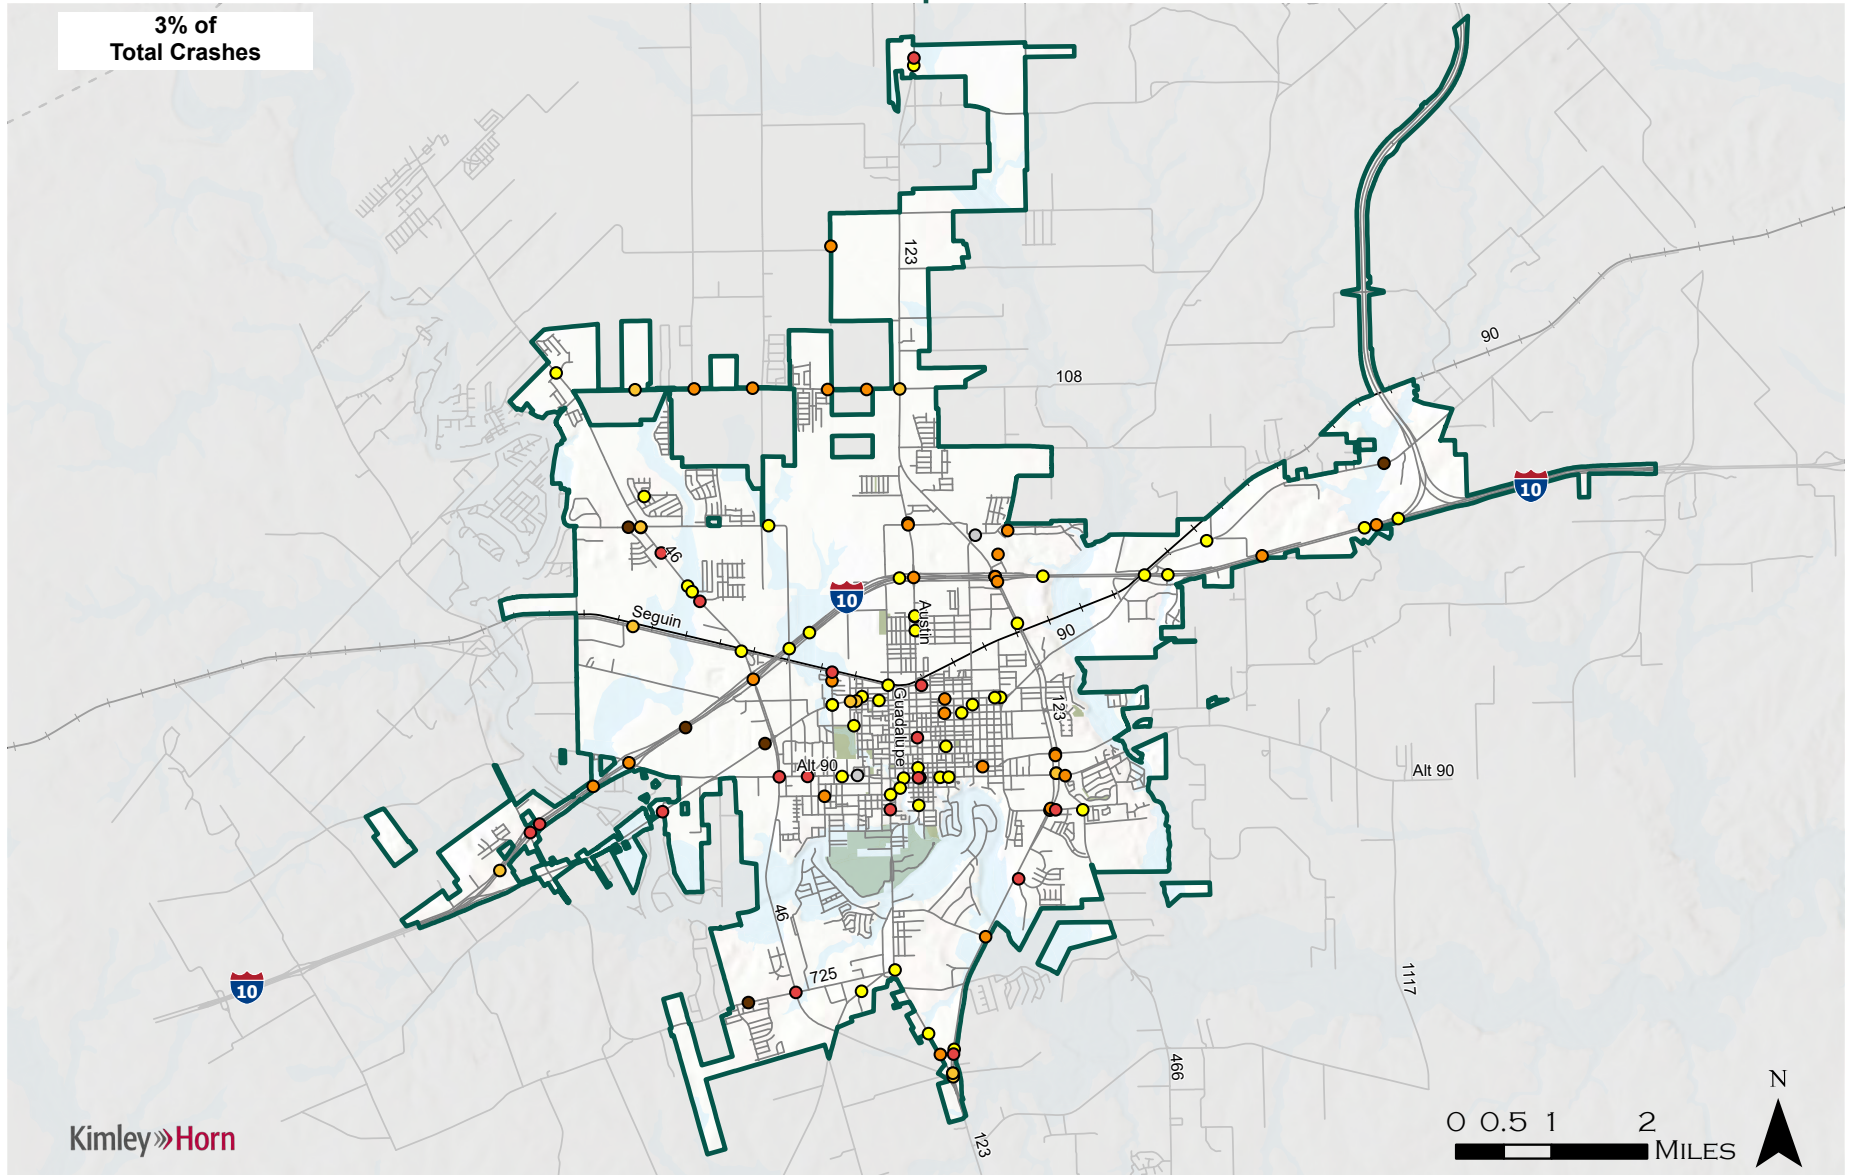 3% of
Total Crashes
123
90
108
10
46
10
Seguin
Austin
90
Guadalupe
123
Alt 90
Alt 90
46
725
1117
10
466
123
Kimley»Horn
N
0 0.5 1 2
MILES